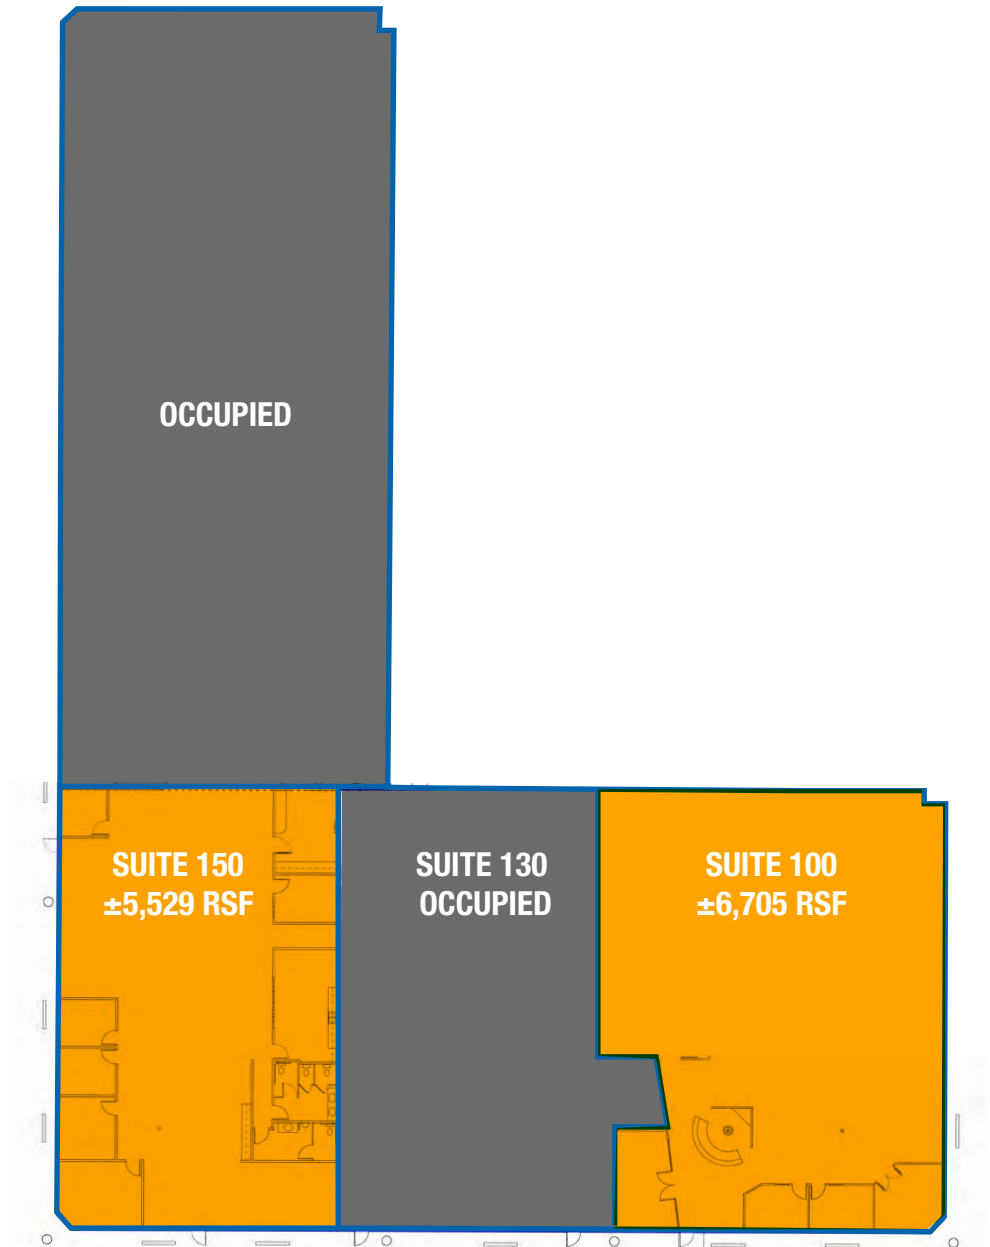 OCCUPIED
SUITE 150
±5,529 RSF
SUITE 130
OCCUPIED
SUITE 100
±6,705 RSF